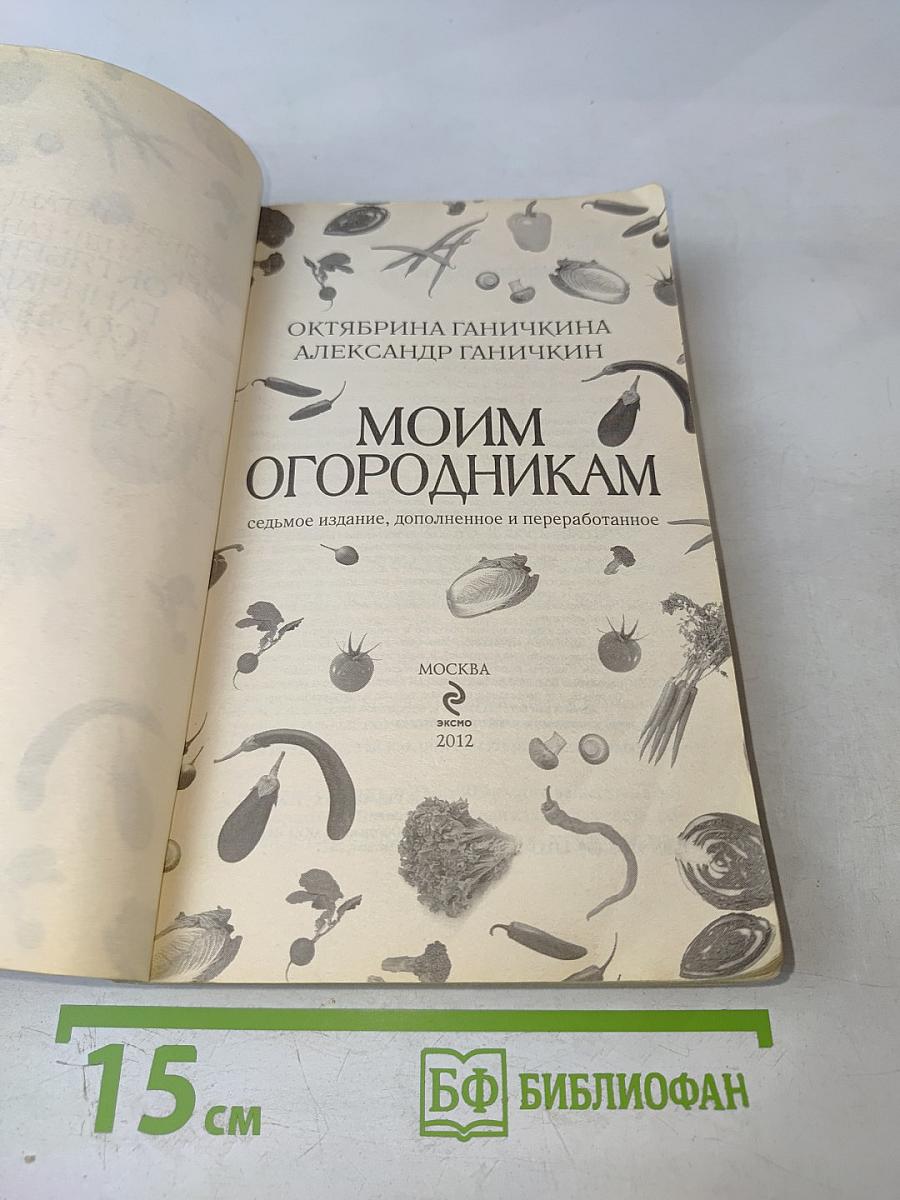 ОКТЯБРИНА ГАНИЧКИНА
АЛЕКСАНДР ГАНИЧКИН
МОИМ
ОГОРОДНИКАМ
седьмое издание, дополненное и переработанное
МОСКВА
ЭКСМО
2012
15 см
БФ БИБЛИОФАН